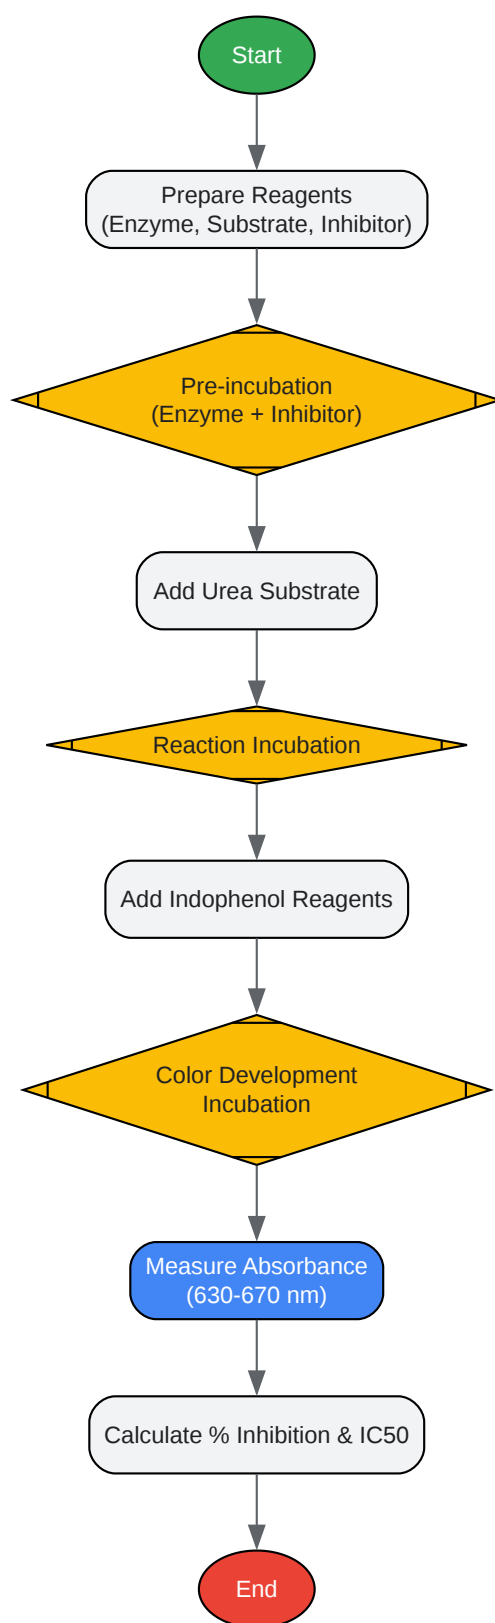 Start
Prepare Reagents
(Enzyme, Substrate, Inhibitor)
Pre-incubation
(Enzyme + Inhibitor)
Add Urea Substrate
Reaction Incubation
Add Indophenol Reagents
Color Development
Incubation
Measure Absorbance
(630-670 nm)
Calculate % Inhibition & IC50
End